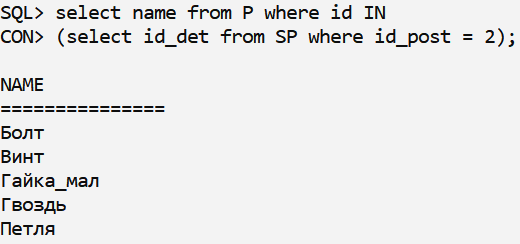 SQL> select name from P where id IN
CON> (select id_det from SP where id_post = 2);
NAME
===============
Болт
Винт
Гайка_мал
Гвоздь
Петля